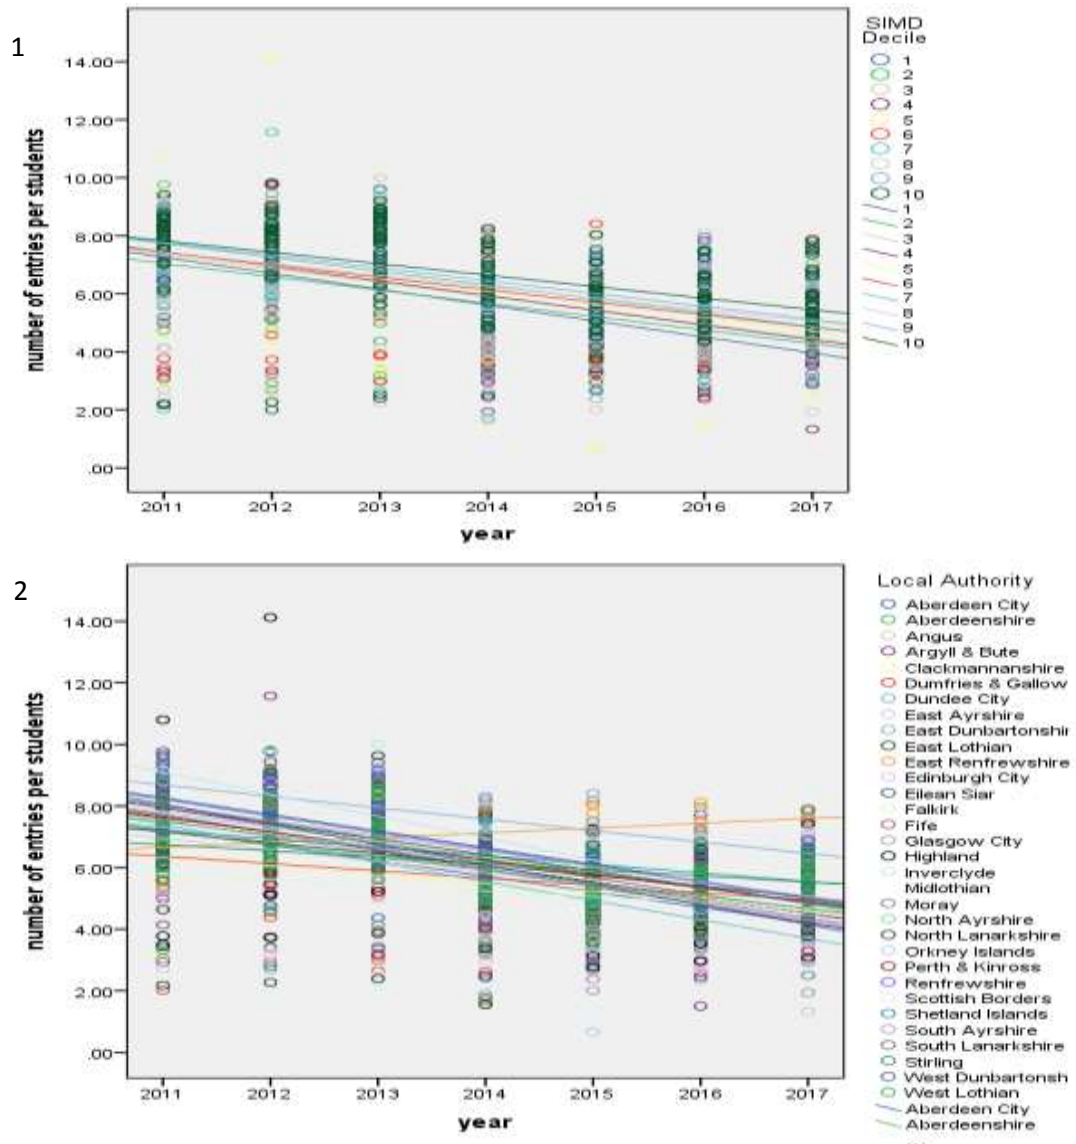 1
number of entries per students
14.00
12.00
10.00
8.00
6.00
4.00
2.00
.00
2011 2012 2013 2014 2015 2016 2017
year
SIMD
Decile
1
2
3
4
5
6
7
8
9
10
1
2
3
4
5
6
7
8
9
10
2
number of entries per students
14.00
12.00
10.00
8.00
6.00
4.00
2.00
.00
2011 2012 2013 2014 2015 2016 2017
year
Local Authority
Aberdeen City
Aberdeenshire
Angus
Argyll & Bute
Clackmannanshire
Dumfries & Gallow
Dundee City
East Ayrshire
East Dunbartonshir
East Lothian
East Renfrewshire
Edinburgh City
Eilean Siar
Falkirk
Fife
Glasgow City
Highland
Inverclyde
Midlothian
Moray
North Ayrshire
North Lanarkshire
Orkney Islands
Perth & Kinross
Renfrewshire
Scottish Borders
Shetland Islands
South Ayrshire
South Lanarkshire
Stirling
West Dunbartonsh
West Lothian
Aberdeen City
Aberdeenshire